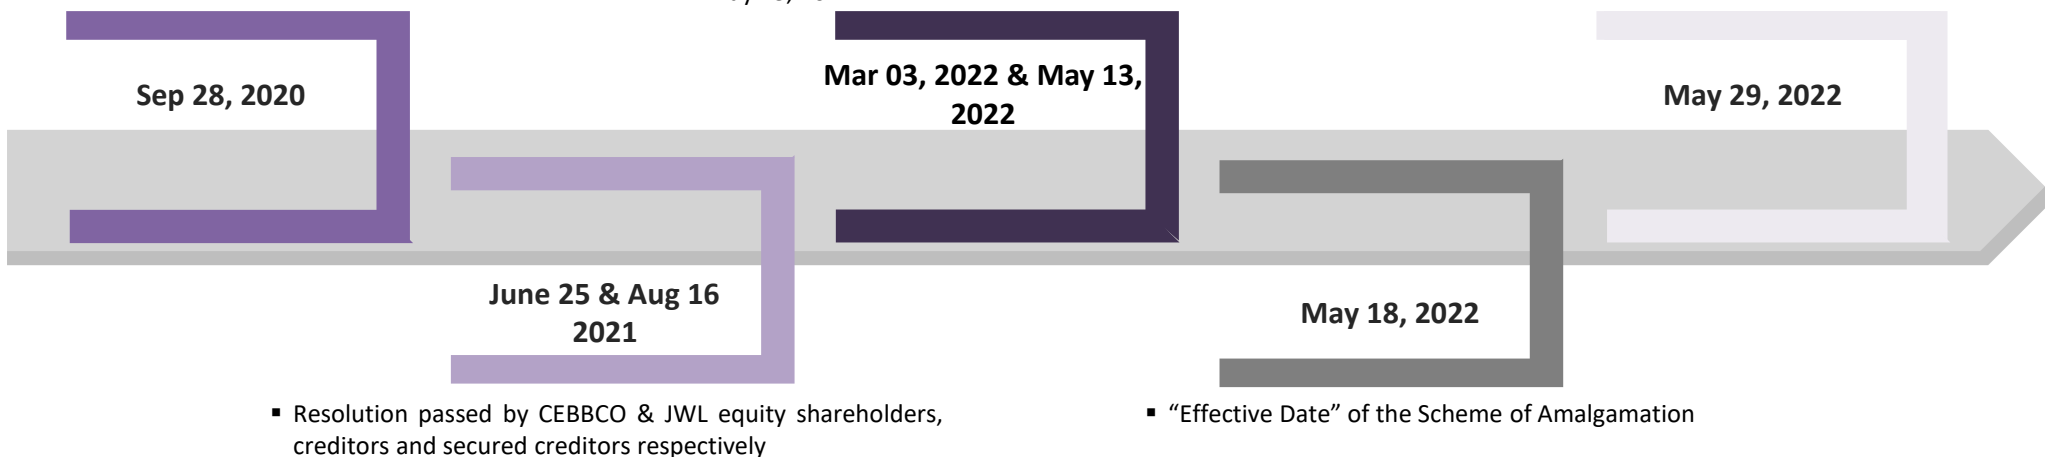 Sep 28, 2020
Mar 03, 2022 & May 13,
2022
May 29, 2022
June 25 & Aug 16
2021
May 18, 2022
▪ Resolution passed by CEBBCO & JWL equity shareholders,
creditors and secured creditors respectively
▪ “Effective Date” of the Scheme of Amalgamation